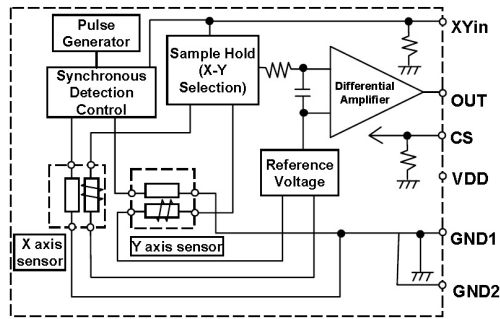 Pulse
Generator
Synchronous
Detection
Control
Sample Hold
(X-Y
Selection)
Differential
Amplifier
Reference
Voltage
X axis
sensor
Y axis sensor
XYin
OUT
CS
VDD
GND1
GND2